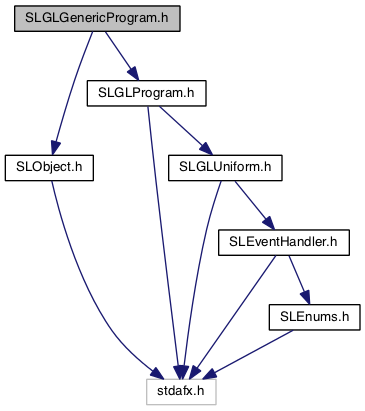 SLGLGenericProgram.h
SLGLProgram.h
SLObject.h
SLGLUniform.h
SLEventHandler.h
SLEnums.h
stdafx.h